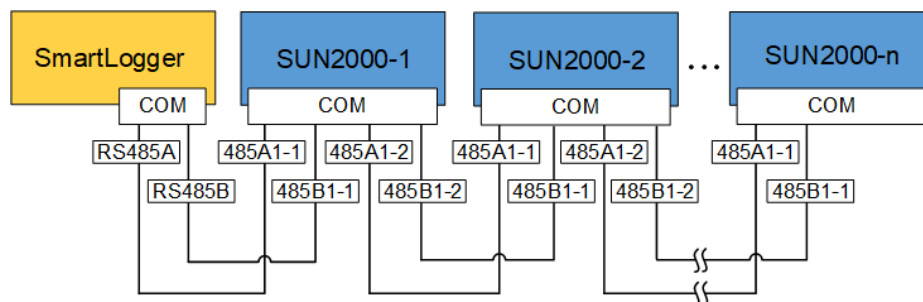 SmartLogger
SUN2000-1
SUN2000-2
...
SUN2000-n
COM
COM
COM
COM
RS485A
485A1-1
485A1-2
485A1-1
485A1-2
485A1-1
RS485B
485B1-1
485B1-2
485B1-1
485B1-2
485B1-1